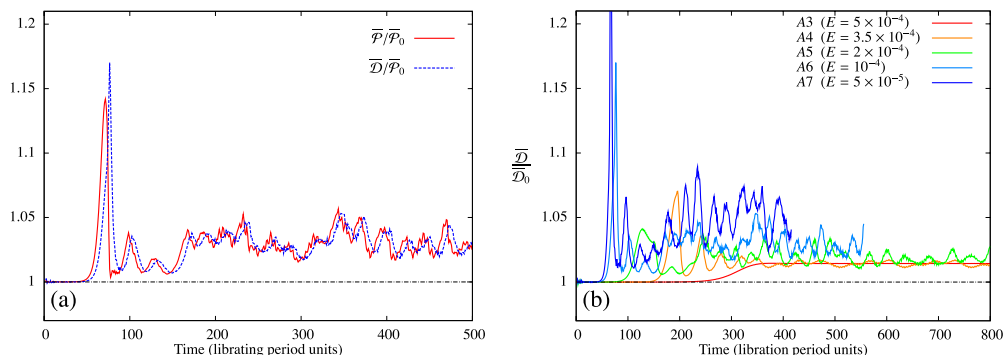 1.2
1.15
1.1
1.05
1
0 100 200 300 400 500
Time (librating period units)
(a)
P̅/P̅₀
D̅/P̅₀
1.2
1.15
1.1
1.05
1
D̅
D̅₀
0 100 200 300 400 500 600 700 800
Time (libration period units)
(b)
A3 (E = 5 × 10⁻⁴)
A4 (E = 3.5 × 10⁻⁴)
A5 (E = 2 × 10⁻⁴)
A6 (E = 10⁻⁴)
A7 (E = 5 × 10⁻⁵)